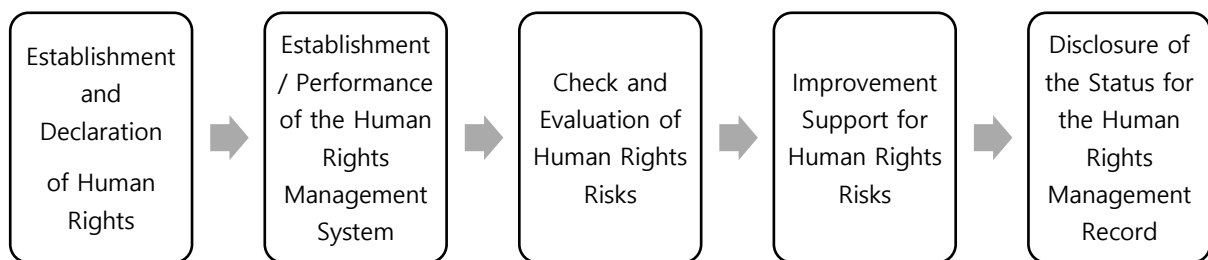 Establishment
and
Declaration
of Human
Rights
Establishment
/ Performance
of the Human
Rights
Management
System
Check and
Evaluation of
Human Rights
Risks
Improvement
Support for
Human Rights
Risks
Disclosure of
the Status for
the Human
Rights
Management
Record